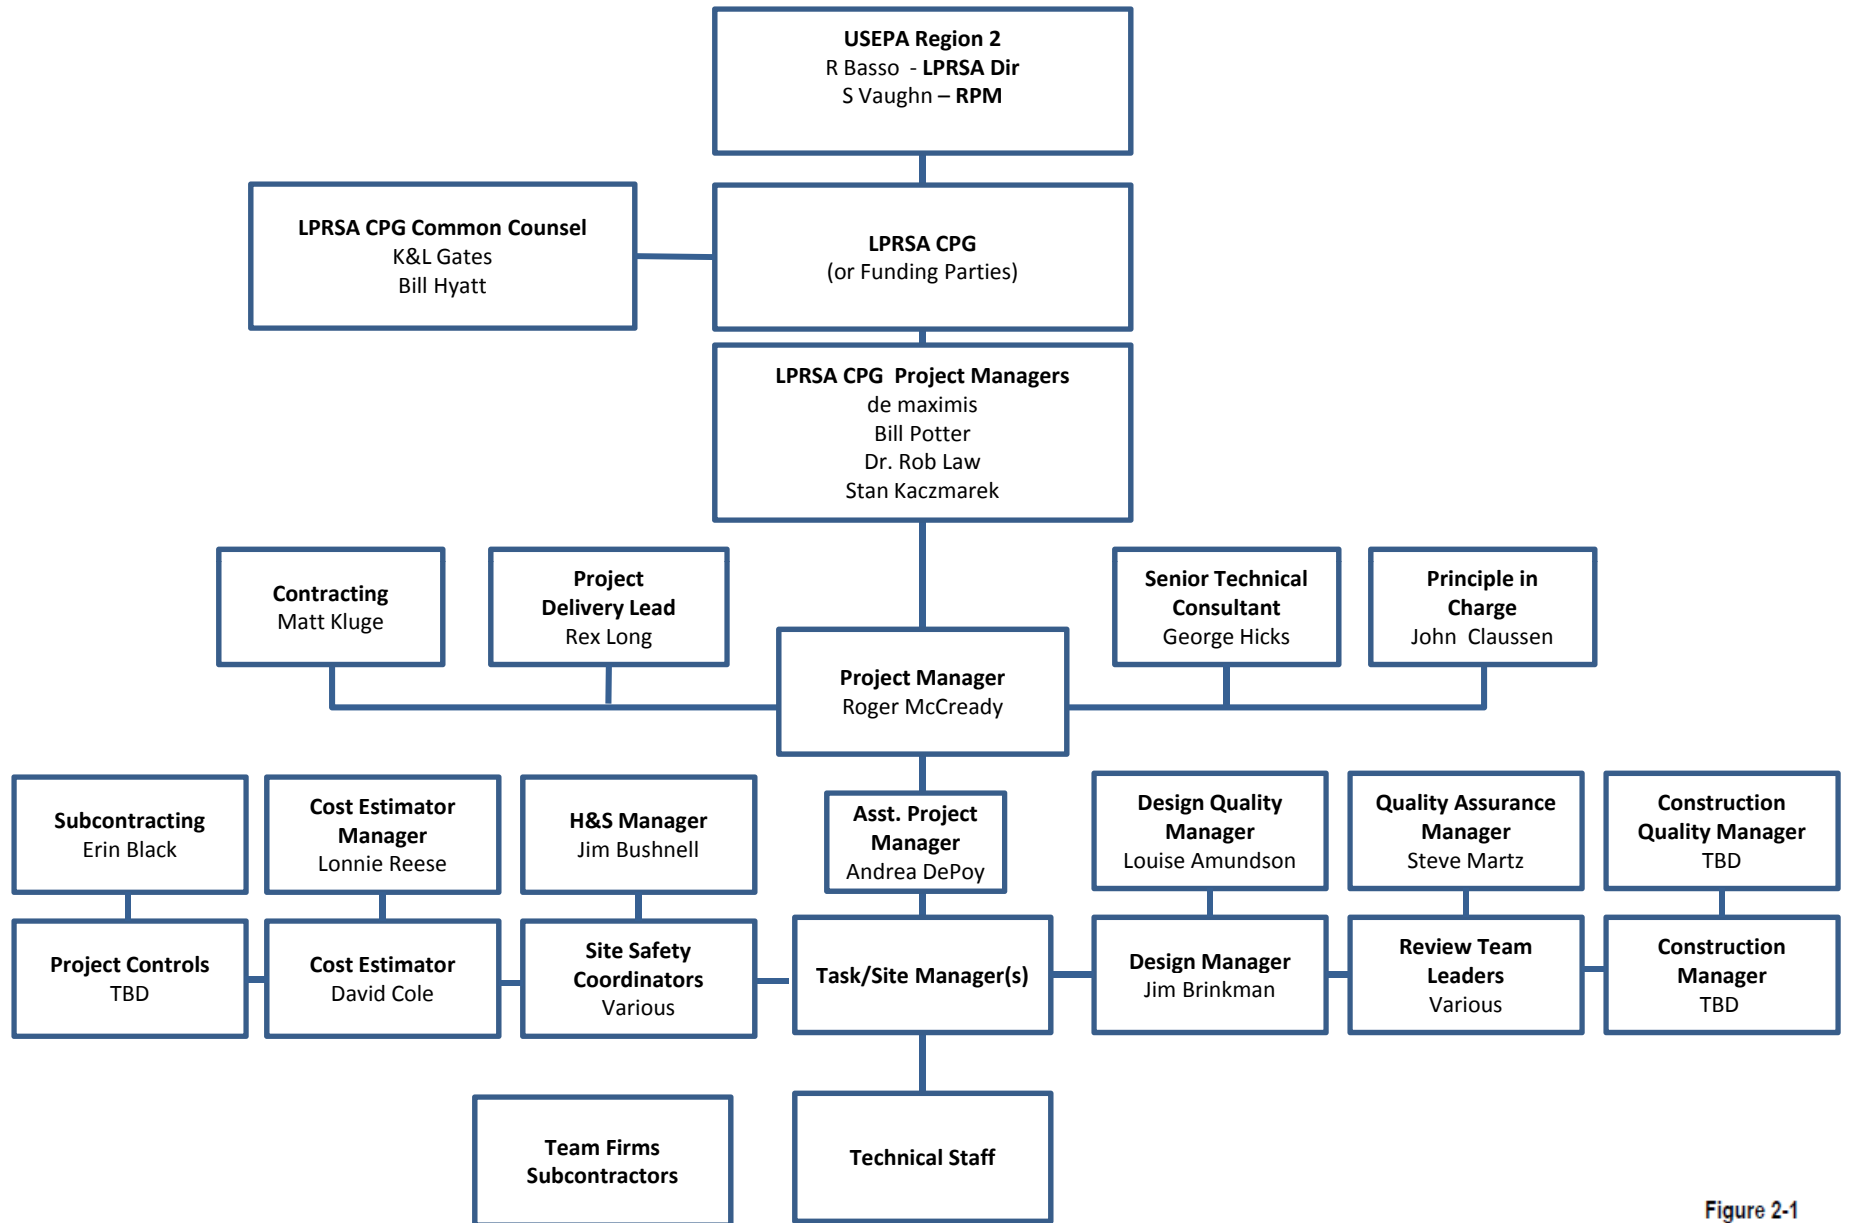 USEPA Region 2
R Basso - LPRSA Dir
S Vaughn – RPM
LPRSA CPG Common Counsel
K&L Gates
Bill Hyatt
LPRSA CPG
(or Funding Parties)
LPRSA CPG Project Managers
de maximis
Bill Potter
Dr. Rob Law
Stan Kaczmarek
Contracting
Matt Kluge
Project
Delivery Lead
Rex Long
Senior Technical
Consultant
George Hicks
Principle in
Charge
John Claussen
Project Manager
Roger McCready
Subcontracting
Erin Black
Cost Estimator
Manager
Lonnie Reese
H&S Manager
Jim Bushnell
Asst. Project
Manager
Andrea DePoy
Design Quality
Manager
Louise Amundson
Quality Assurance
Manager
Steve Martz
Construction
Quality Manager
TBD
Project Controls
TBD
Cost Estimator
David Cole
Site Safety
Coordinators
Various
Task/Site Manager(s)
Design Manager
Jim Brinkman
Review Team
Leaders
Various
Construction
Manager
TBD
Team Firms
Subcontractors
Technical Staff
Figure 2-1